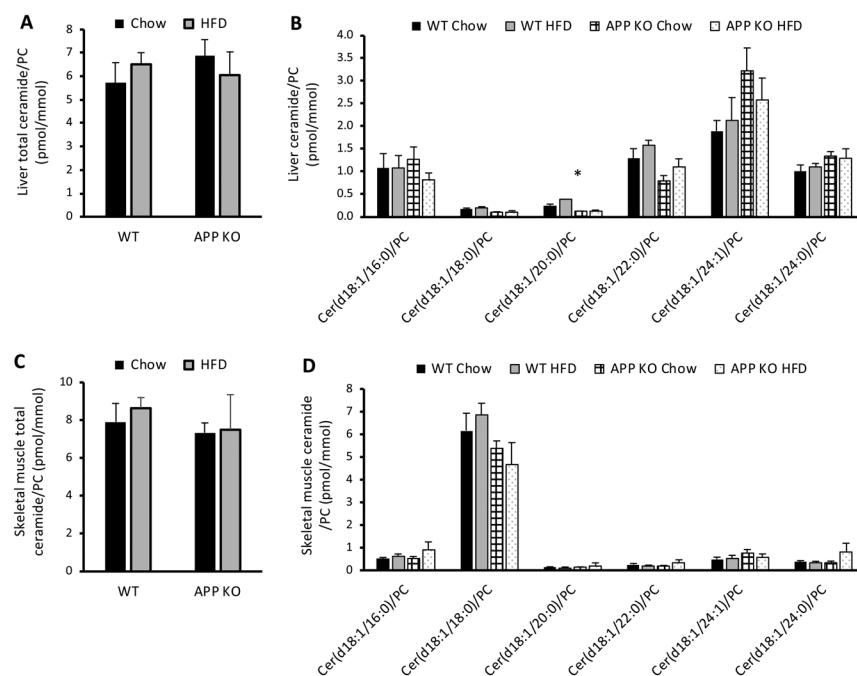 A
Chow HFD
Liver total ceramide/PC
(pmol/mmol)
8
7
6
5
4
3
2
1
0
WT APP KO
B
WT Chow WT HFD APP KO Chow APP KO HFD
Liver ceramide/PC
(pmol/mmol)
4.0
3.5
3.0
2.5
2.0
1.5
1.0
0.5
0.0
*
Cer(d18:1/16:0)/PC
Cer(d18:1/18:0)/PC
Cer(d18:1/20:0)/PC
Cer(d18:1/22:0)/PC
Cer(d18:1/24:1)/PC
Cer(d18:1/24:0)/PC
C
Chow HFD
Skeletal muscle total
ceramide/PC (pmol/mmol)
10
8
6
4
2
0
WT APP KO
D
WT Chow WT HFD APP KO Chow APP KO HFD
Skeletal muscle ceramide
/PC (pmol/mmol)
8
7
6
5
4
3
2
1
0
Cer(d18:1/16:0)/PC
Cer(d18:1/18:0)/PC
Cer(d18:1/20:0)/PC
Cer(d18:1/22:0)/PC
Cer(d18:1/24:1)/PC
Cer(d18:1/24:0)/PC